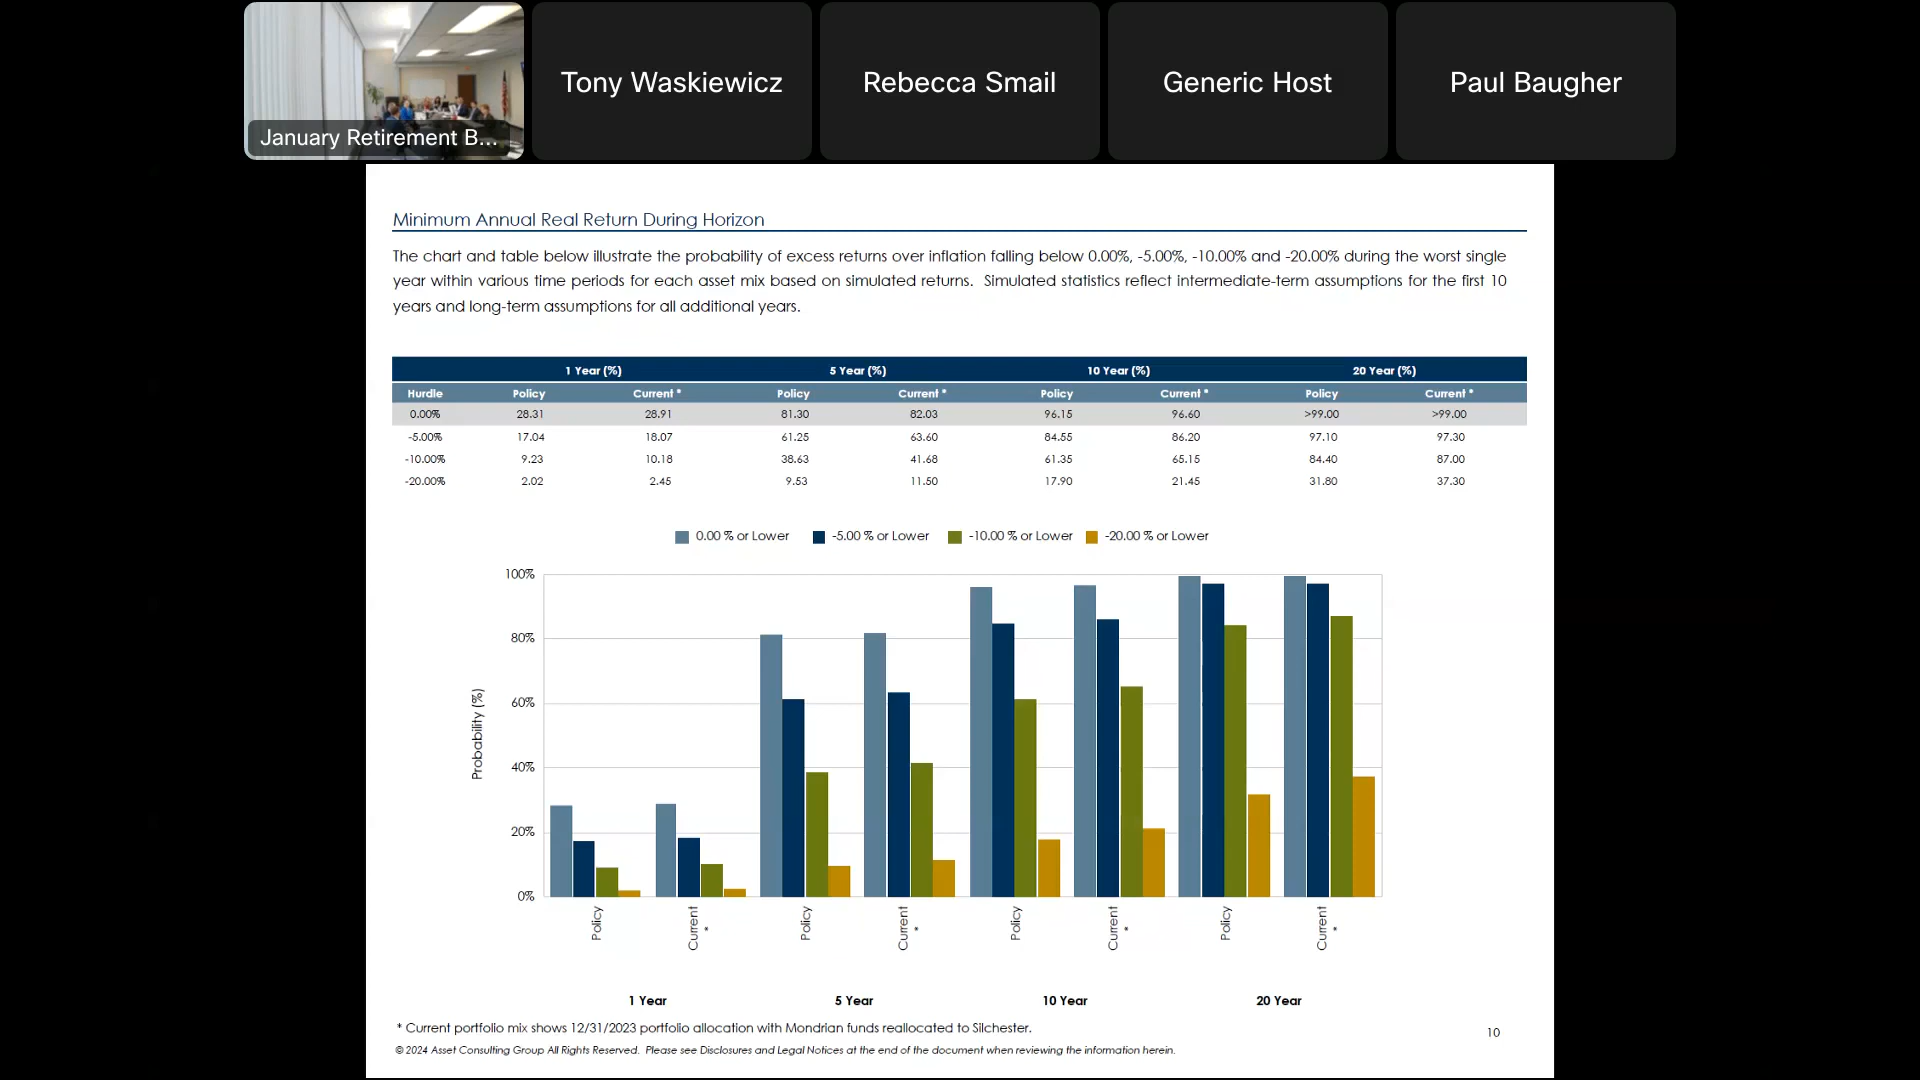 January Retirement B...
Tony Waskiewicz
Rebecca Smail
Generic Host
Paul Baugher
Minimum Annual Real Return During Horizon
The chart and table below illustrate the probability of excess returns over inflation falling below 0.00%, -5.00%, -10.00% and -20.00% during the worst single
year within various time periods for each asset mix based on simulated returns. Simulated statistics reflect intermediate-term assumptions for the first 10
years and long-term assumptions for all additional years.
1 Year (%) 5 Year (%) 10 Year (%) 20 Year (%)
Hurdle Policy Current * Policy Current * Policy Current * Policy Current *
0.00% 28.31 28.91 81.30 82.03 96.15 96.60 >99.00 >99.00
-5.00% 17.04 18.07 61.25 63.60 84.55 86.20 97.10 97.30
-10.00% 9.23 10.18 38.63 41.68 61.35 65.15 84.40 87.00
-20.00% 2.02 2.45 9.53 11.50 17.90 21.45 31.80 37.30
0.00 % or Lower -5.00 % or Lower -10.00 % or Lower -20.00 % or Lower
Probability (%)
100%
80%
60%
40%
20%
0%
Policy Current * Policy Current * Policy Current * Policy Current *
1 Year 5 Year 10 Year 20 Year
* Current portfolio mix shows 12/31/2023 portfolio allocation with Mondrian funds reallocated to Silchester.
10
© 2024 Asset Consulting Group All Rights Reserved. Please see Disclosures and Legal Notices at the end of the document when reviewing the information herein.